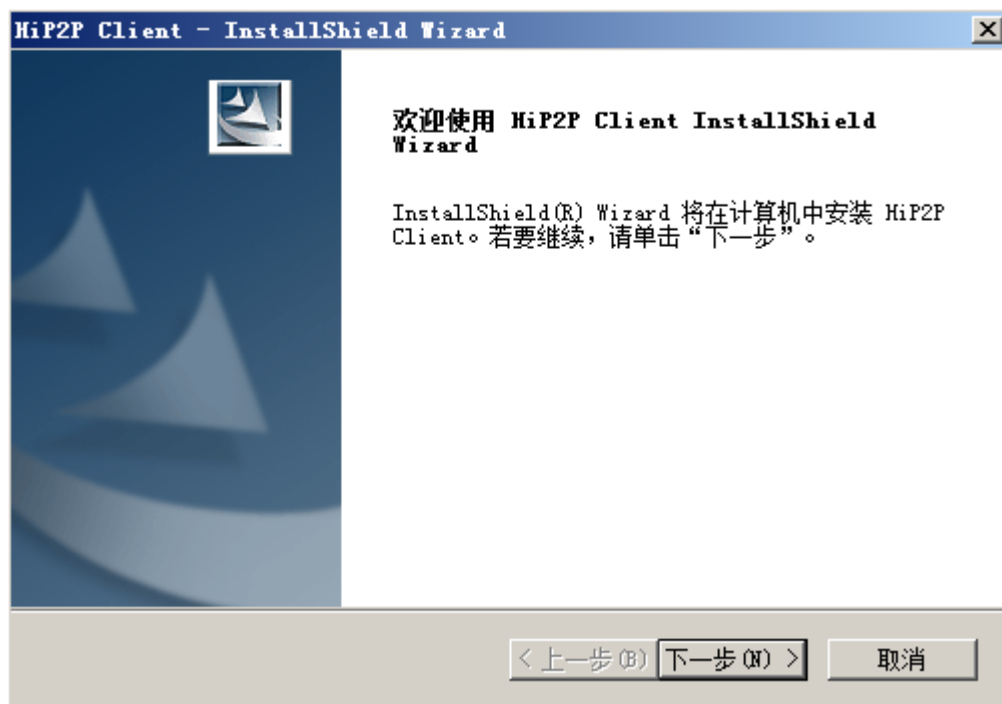 HiP2P Client - InstallShield Wizard
欢迎使用 HiP2P Client InstallShield
Wizard
InstallShield(R) Wizard 将在计算机中安装 HiP2P
Client。若要继续，请单击“下一步”。
< 上一步(B)
下一步(N) >
取消